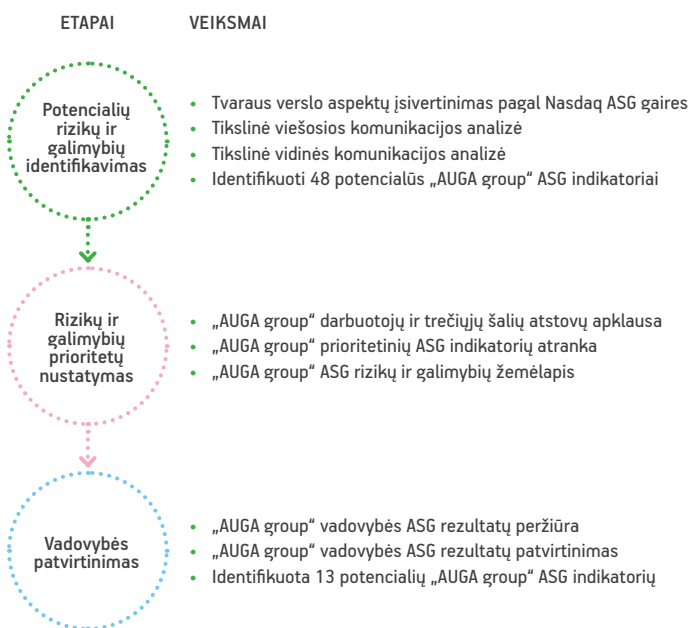 ETAPAI
VEIKSMAI
Potencialių
rizikų ir
galimybių
identifikavimas
• Tvaraus verslo aspektų įsivertinimas pagal Nasdaq ASG gaires
• Tikslinė viešosios komunikacijos analizė
• Tikslinė vidinės komunikacijos analizė
• Identifikuoti 48 potencialūs „AUGA group“ ASG indikatoriai
Rizikų ir
galimybių
prioritetų
nustatymas
• „AUGA group“ darbuotojų ir trečiųjų šalių atstovų apklausa
• „AUGA group“ prioritetinių ASG indikatorių atranka
• „AUGA group“ ASG rizikų ir galimybių žemėlapis
Vadovybės
patvirtinimas
• „AUGA group“ vadovybės ASG rezultatų peržiūra
• „AUGA group“ vadovybės ASG rezultatų patvirtinimas
• Identifikuota 13 potencialių „AUGA group“ ASG indikatorių